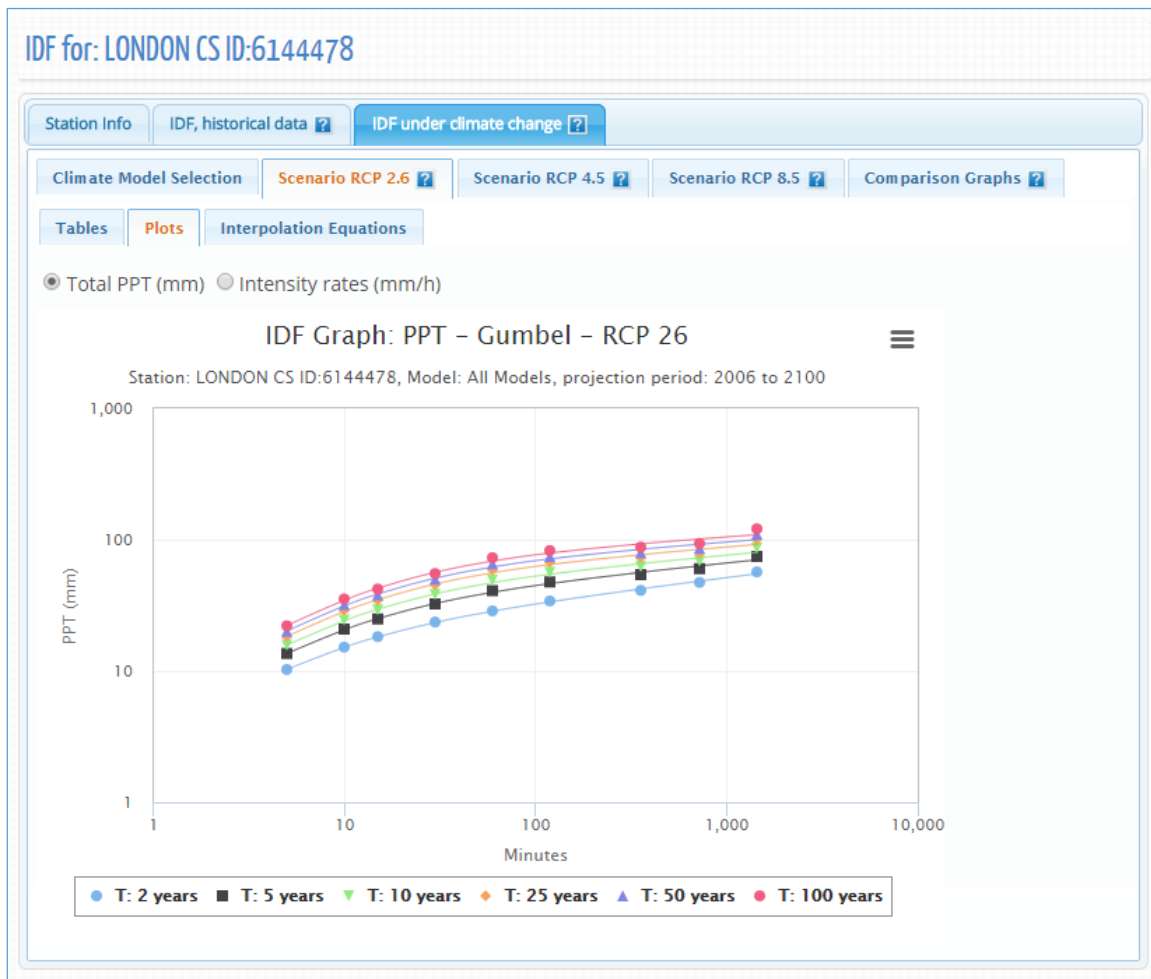 IDF for: LONDON CS ID:6144478
Station Info IDF, historical data ? IDF under climate change ?
Climate Model Selection Scenario RCP 2.6 ? Scenario RCP 4.5 ? Scenario RCP 8.5 ? Comparison Graphs ?
Tables Plots Interpolation Equations
Total PPT (mm) Intensity rates (mm/h)
IDF Graph: PPT – Gumbel – RCP 26
Station: LONDON CS ID:6144478, Model: All Models, projection period: 2006 to 2100
1,000
100
10
1
PPT (mm)
1 10 100 1,000 10,000
Minutes
T: 2 years T: 5 years T: 10 years T: 25 years T: 50 years T: 100 years